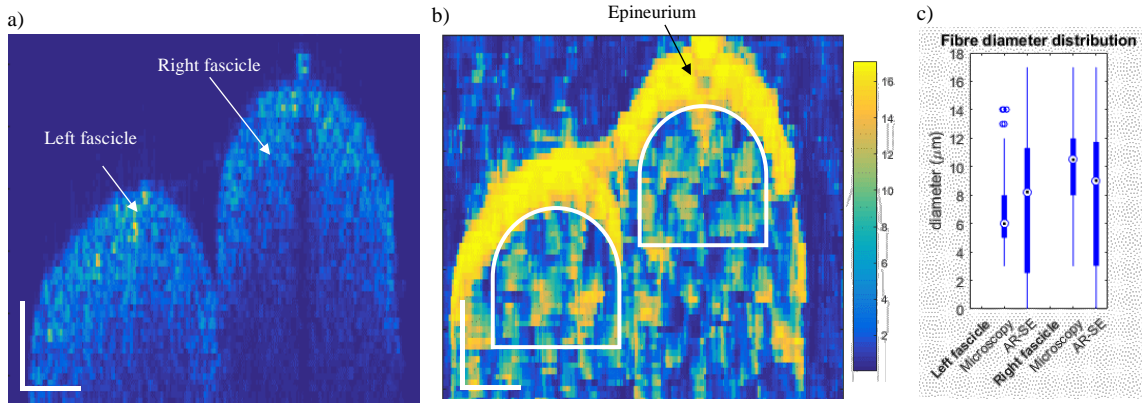 a)
Right fascicle
Left fascicle
b)
Epineurium
16
14
12
10
8
6
4
2
c)
Fibre diameter distribution
diameter (μm)
18
16
14
12
10
8
6
4
2
0
Left fascicle
Microscopy
AR-SE
Right fascicle
Microscopy
AR-SE